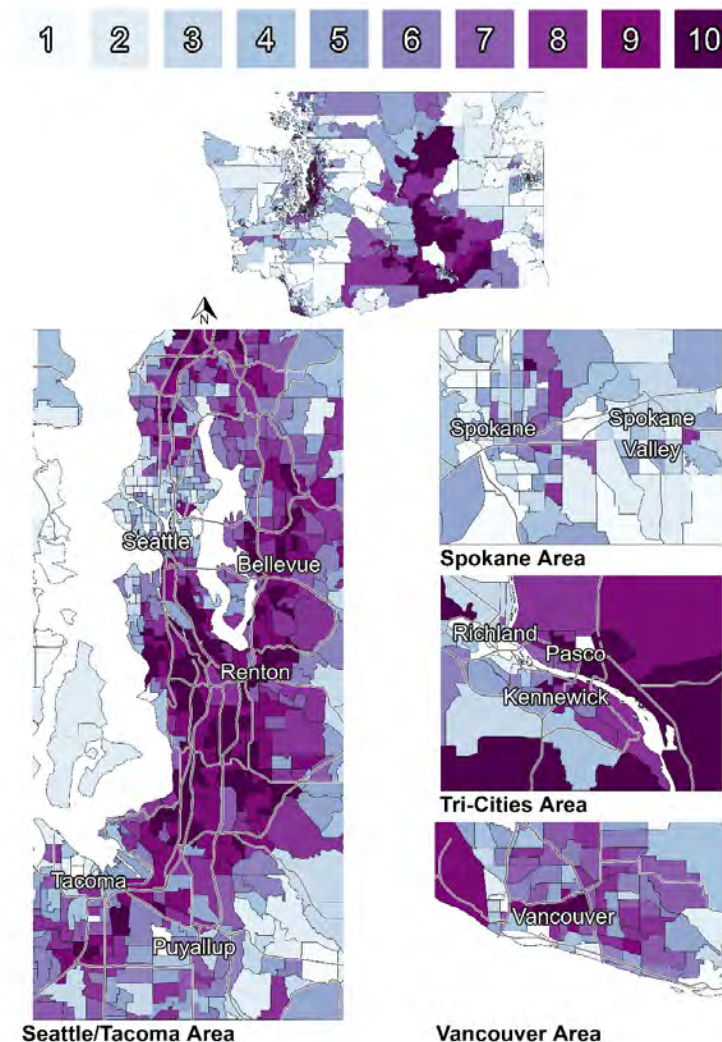 1 2 3 4 5 6 7 8 9 10
N
Seattle
Bellevue
Renton
Tacoma
Puyallup
Seattle/Tacoma Area
Spokane
Spokane
Valley
Spokane Area
Richland
Pasco
Kennewick
Tri-Cities Area
Vancouver
Vancouver Area